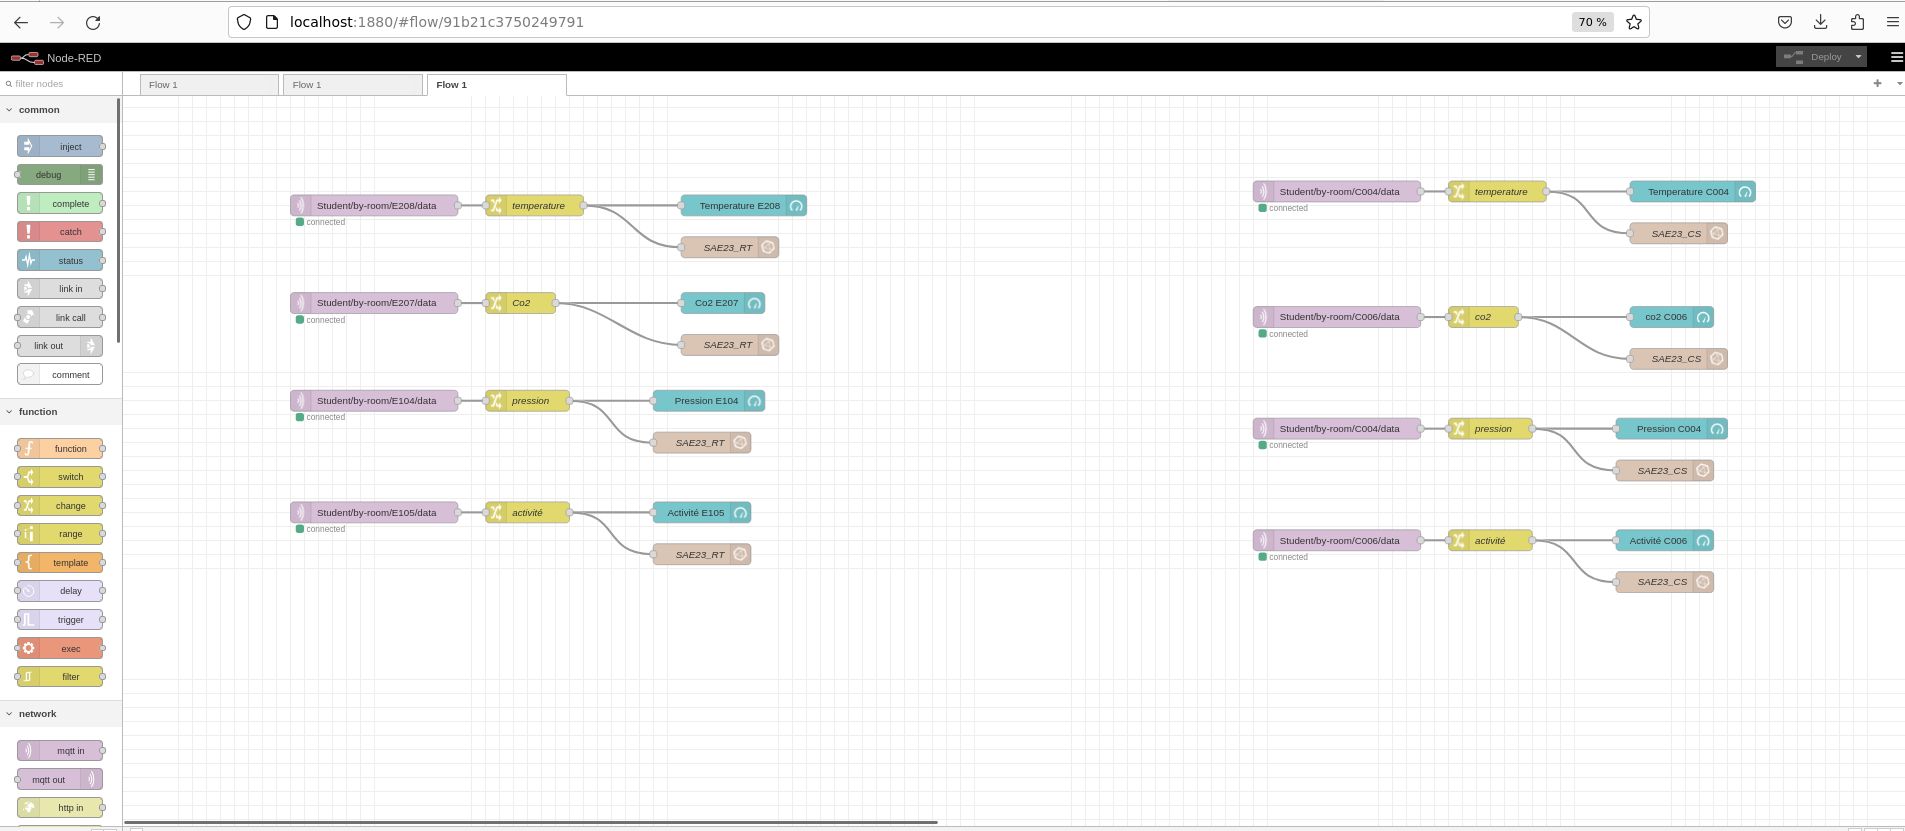 localhost:1880/#flow/91b21c3750249791
70 %
Node-RED
Deploy
filter nodes
Flow 1
Flow 1
Flow 1
common
inject
debug
complete
catch
status
link in
link call
link out
comment
function
function
switch
change
range
template
delay
trigger
exec
filter
network
mqtt in
mqtt out
http in
Student/by-room/E208/data
connected
temperature
Temperature E208
SAE23_RT
Student/by-room/E207/data
connected
Co2
Co2 E207
SAE23_RT
Student/by-room/E104/data
connected
pression
Pression E104
SAE23_RT
Student/by-room/E105/data
connected
activité
Activité E105
SAE23_RT
Student/by-room/C004/data
connected
temperature
Temperature C004
SAE23_CS
Student/by-room/C006/data
connected
co2
co2 C006
SAE23_CS
Student/by-room/C004/data
connected
pression
Pression C004
SAE23_CS
Student/by-room/C006/data
connected
activité
Activité C006
SAE23_CS